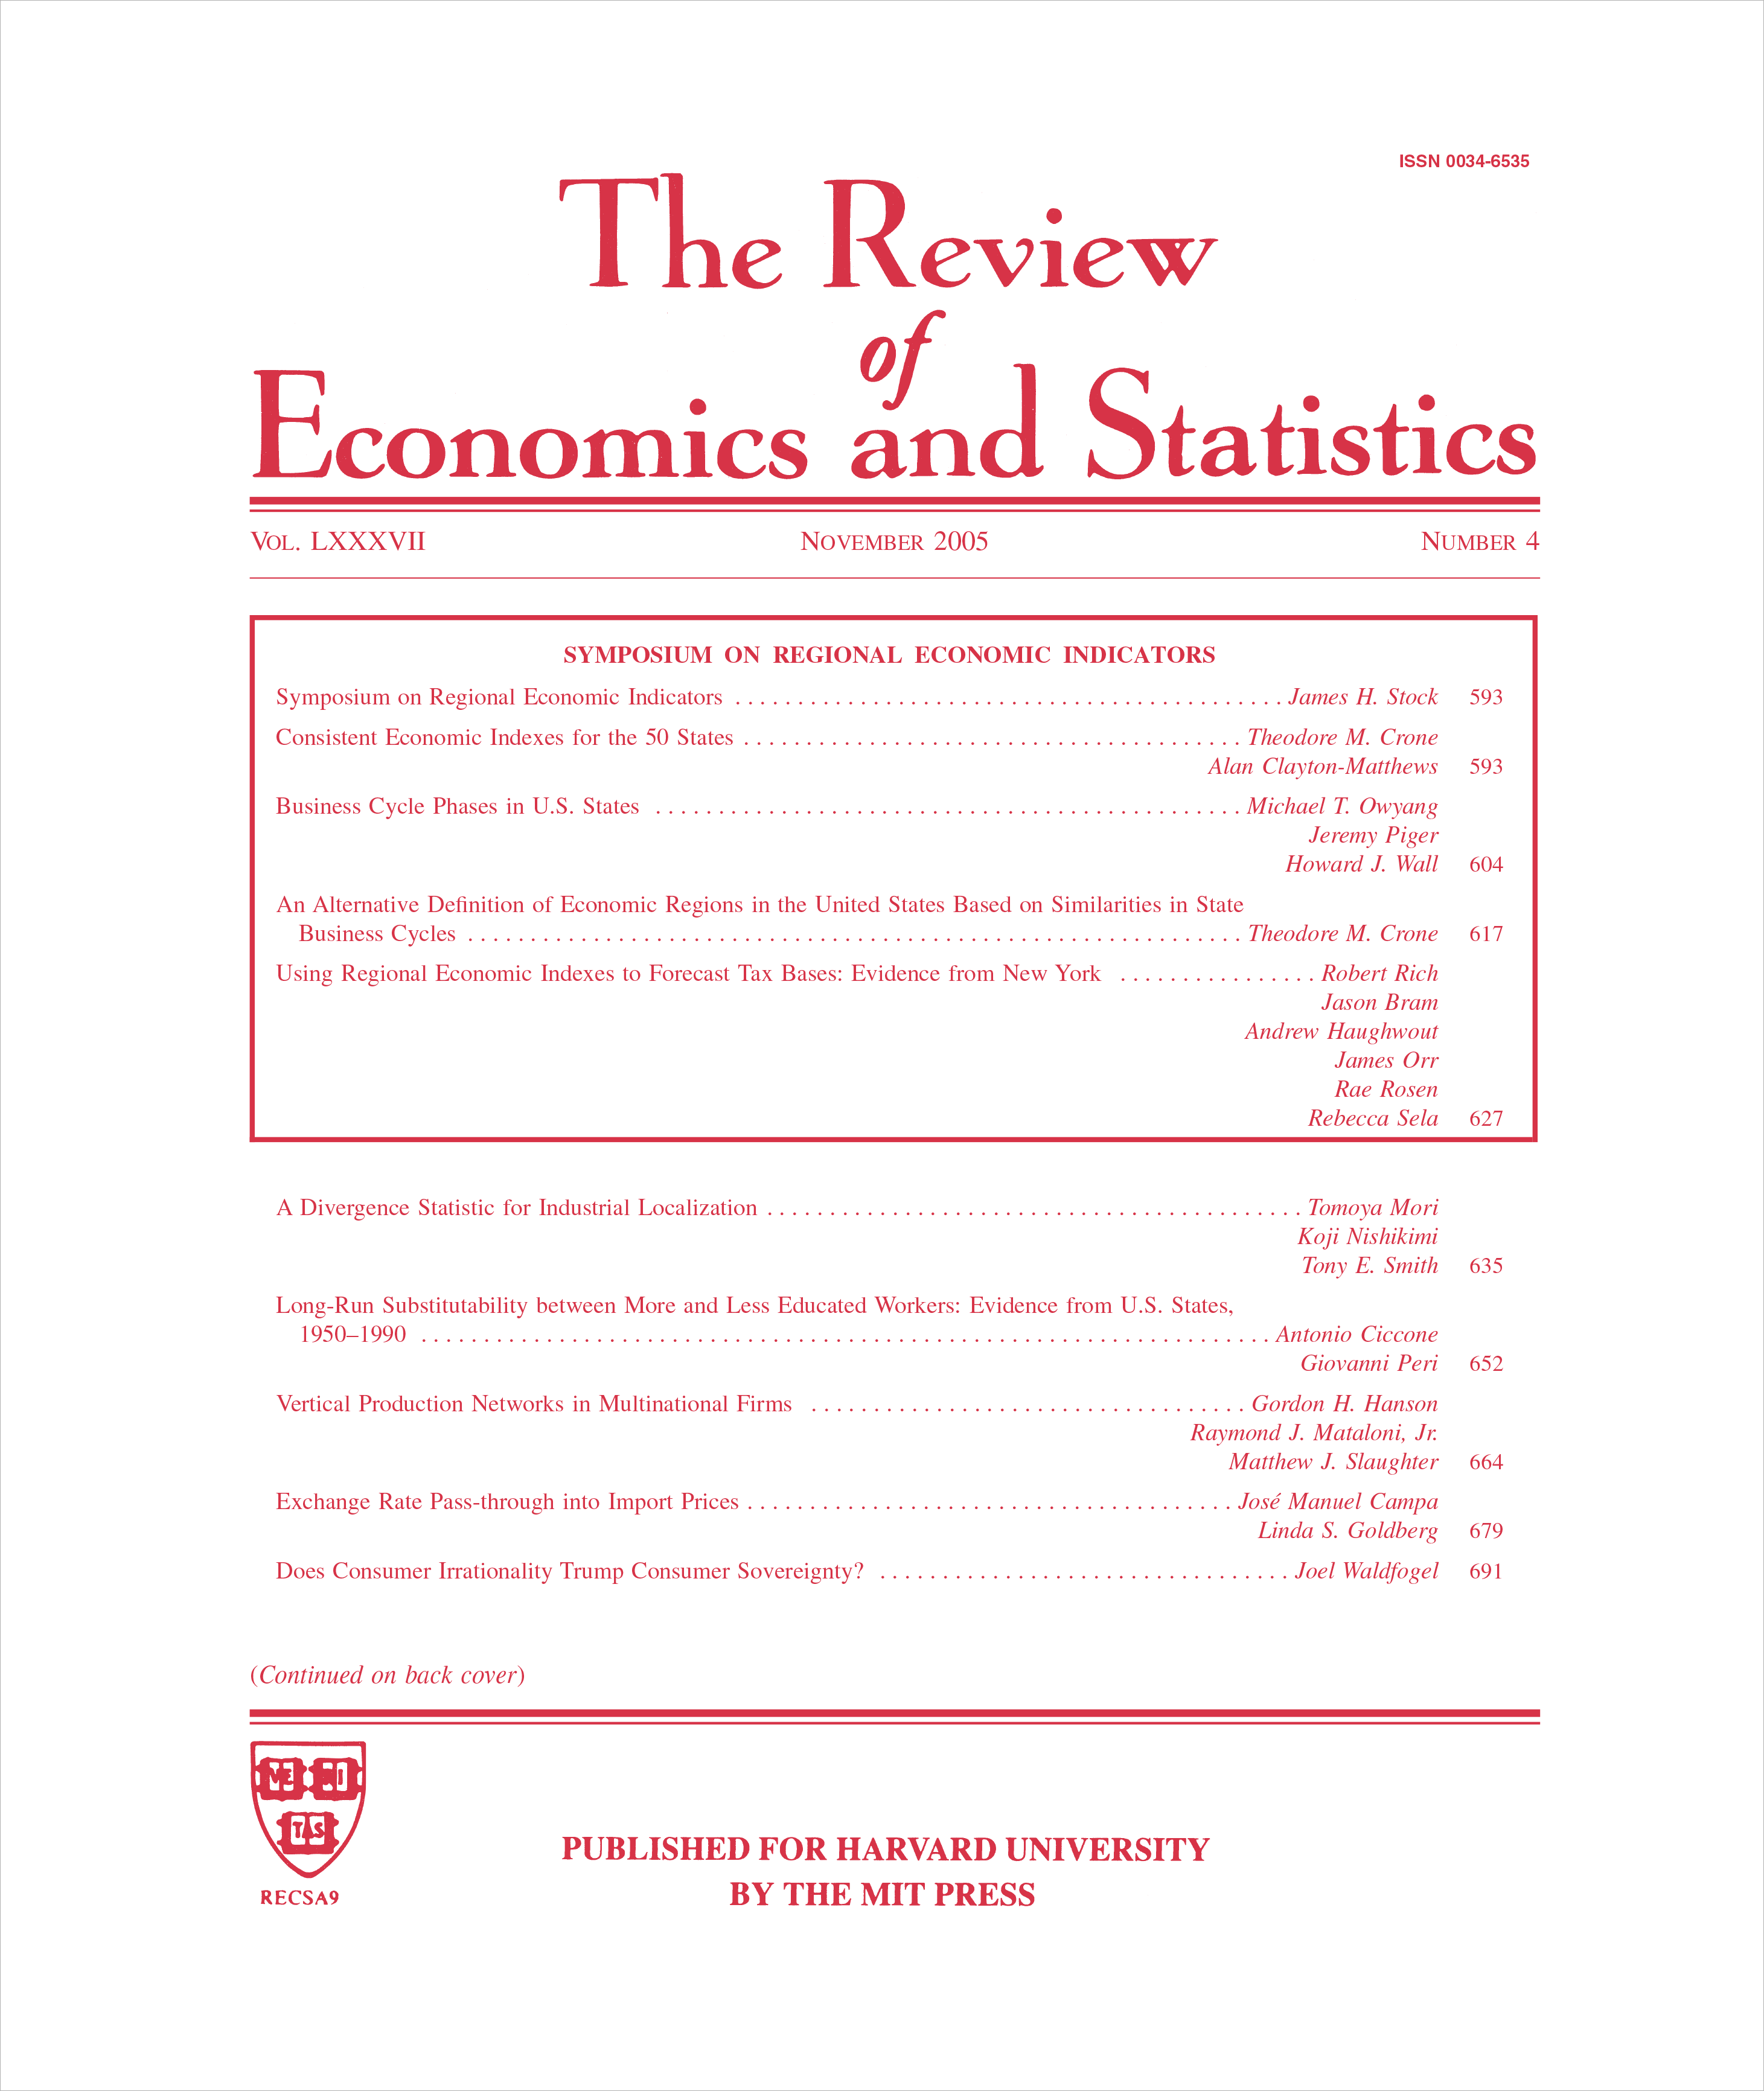 ISSN 0034-6535
The Review
of
Economics and Statistics
VOL. LXXXVII NOVEMBER 2005 NUMBER 4
SYMPOSIUM ON REGIONAL ECONOMIC INDICATORS
Symposium on Regional Economic Indicators . . . . . . . . . . . . . . . . . . . . . . . . . . . . . . . . . . . . . . . . . . . . James H. Stock 593
Consistent Economic Indexes for the 50 States . . . . . . . . . . . . . . . . . . . . . . . . . . . . . . . . . . . . . . . . Theodore M. Crone
Alan Clayton-Matthews 593
Business Cycle Phases in U.S. States . . . . . . . . . . . . . . . . . . . . . . . . . . . . . . . . . . . . . . . . . . . . . . . Michael T. Owyang
Jeremy Piger
Howard J. Wall 604
An Alternative Definition of Economic Regions in the United States Based on Similarities in State
Business Cycles . . . . . . . . . . . . . . . . . . . . . . . . . . . . . . . . . . . . . . . . . . . . . . . . . . . . . . . . . . . . . . Theodore M. Crone 617
Using Regional Economic Indexes to Forecast Tax Bases: Evidence from New York . . . . . . . . . . . . . . . . Robert Rich
Jason Bram
Andrew Haughwout
James Orr
Rae Rosen
Rebecca Sela 627
A Divergence Statistic for Industrial Localization . . . . . . . . . . . . . . . . . . . . . . . . . . . . . . . . . . . . . . . . . . . Tomoya Mori
Koji Nishikimi
Tony E. Smith 635
Long-Run Substitutability between More and Less Educated Workers: Evidence from U.S. States,
1950–1990 . . . . . . . . . . . . . . . . . . . . . . . . . . . . . . . . . . . . . . . . . . . . . . . . . . . . . . . . . . . . . . . . . . . . Antonio Ciccone
Giovanni Peri 652
Vertical Production Networks in Multinational Firms . . . . . . . . . . . . . . . . . . . . . . . . . . . . . . . . . . . Gordon H. Hanson
Raymond J. Mataloni, Jr.
Matthew J. Slaughter 664
Exchange Rate Pass-through into Import Prices . . . . . . . . . . . . . . . . . . . . . . . . . . . . . . . . . . . . . . . José Manuel Campa
Linda S. Goldberg 679
Does Consumer Irrationality Trump Consumer Sovereignty? . . . . . . . . . . . . . . . . . . . . . . . . . . . . . . . . . Joel Waldfogel 691
(Continued on back cover)
VE RI
TAS
RECSA9
PUBLISHED FOR HARVARD UNIVERSITY
BY THE MIT PRESS